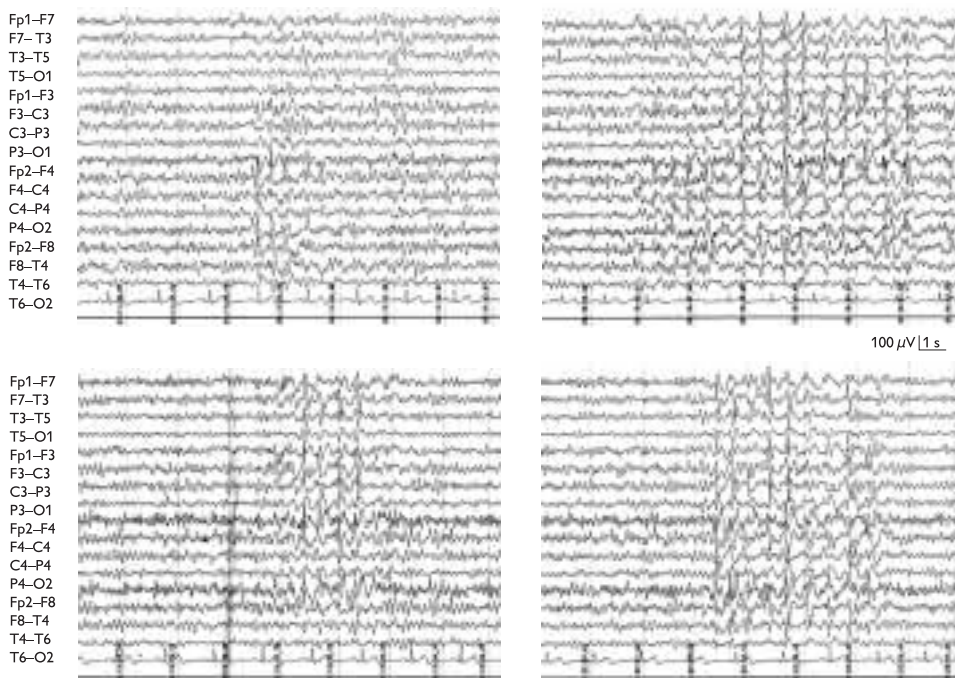 Fp1–F7
F7– T3
T3–T5
T5–O1
Fp1–F3
F3–C3
C3–P3
P3–O1
Fp2–F4
F4–C4
C4–P4
P4–O2
Fp2–F8
F8–T4
T4–T6
T6–O2
100 μV 1 s
Fp1–F7
F7–T3
T3–T5
T5–O1
Fp1–F3
F3–C3
C3–P3
P3–O1
Fp2–F4
F4–C4
C4–P4
P4–O2
Fp2–F8
F8–T4
T4–T6
T6–O2